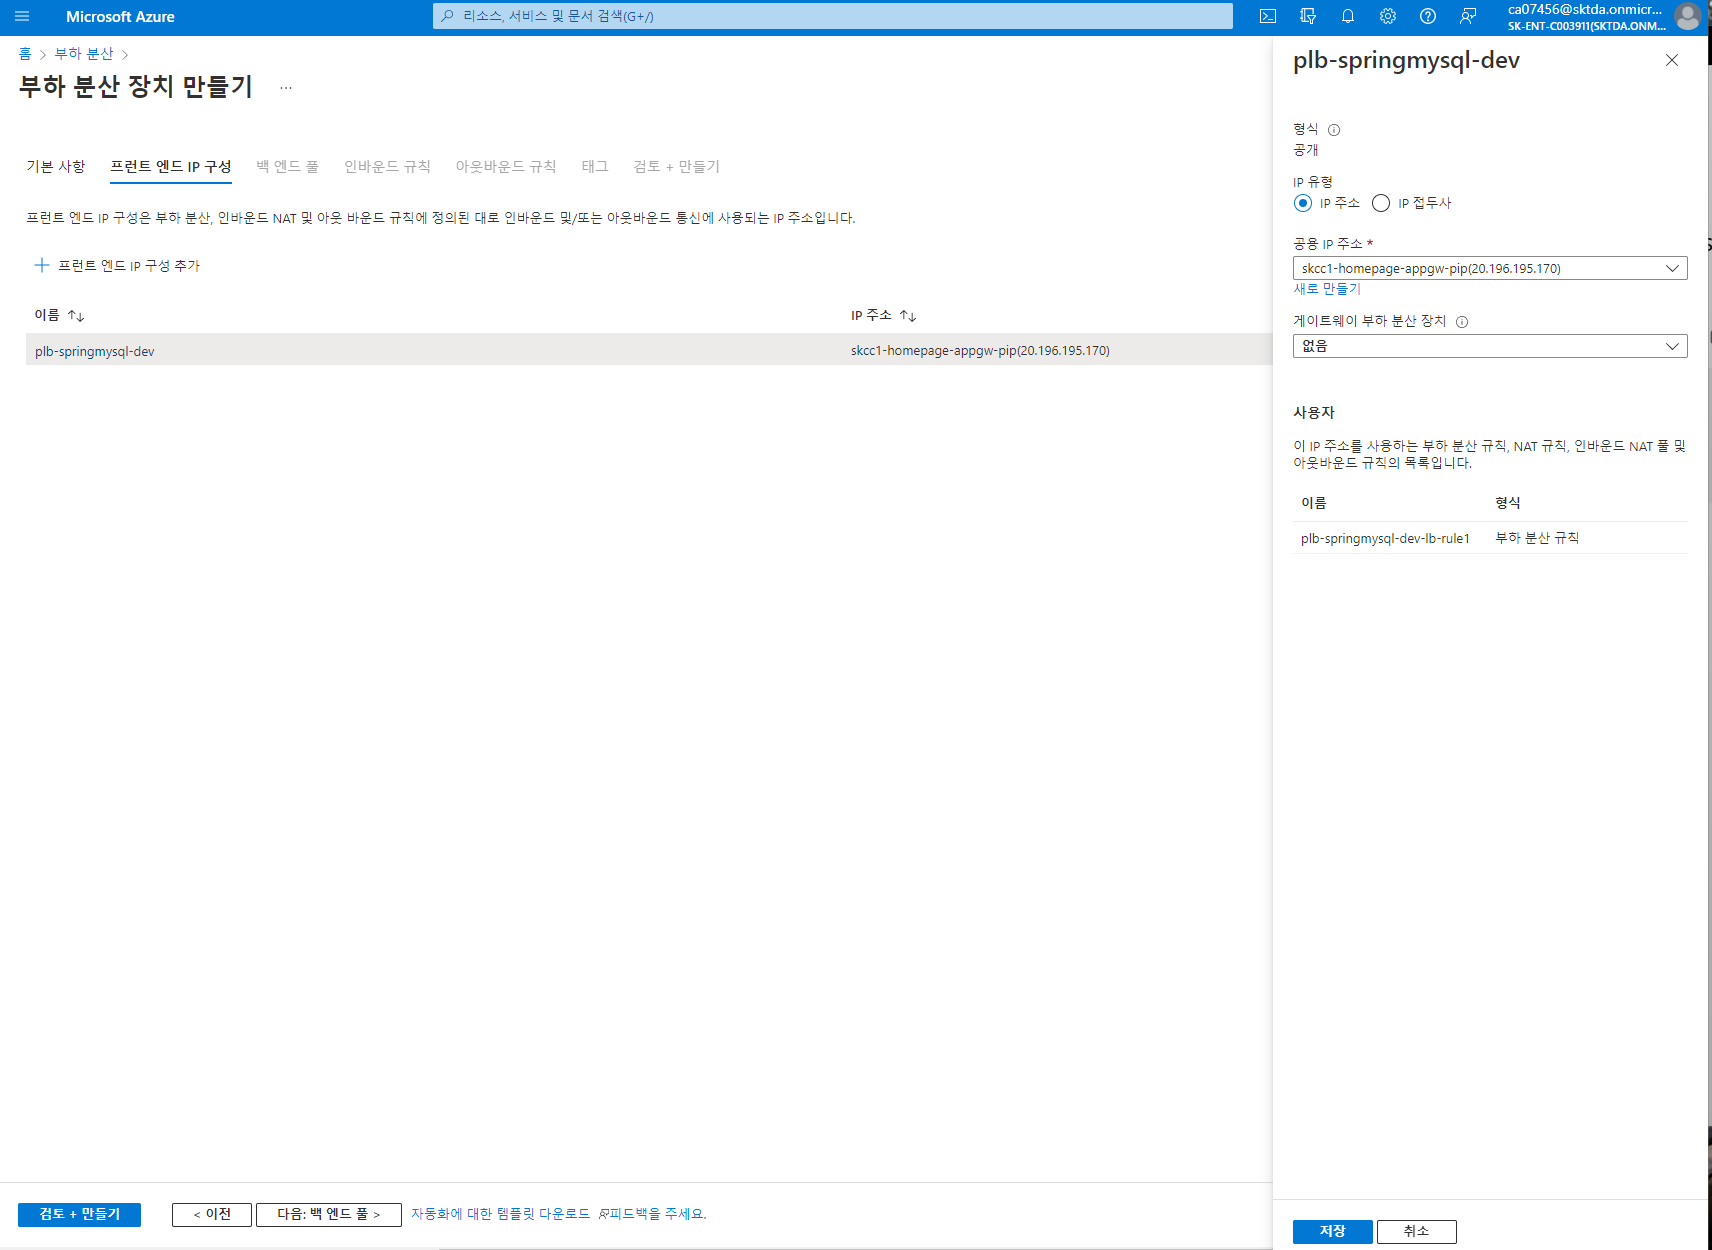 Microsoft Azure
리소스, 서비스 및 문서 검색(G+/)
ca07456@sktda.onmicr...
SK-ENT-C003911(SKTDA.ONM...
홈 > 부하 분산 >
부하 분산 장치 만들기 ...
기본 사항 프런트 엔드 IP 구성 백 엔드 풀 인바운드 규칙 아웃바운드 규칙 태그 검토 + 만들기
프런트 엔드 IP 구성은 부하 분산, 인바운드 NAT 및 아웃 바운드 규칙에 정의된 대로 인바운드 및/또는 아웃바운드 통신에 사용되는 IP 주소입니다.
+ 프런트 엔드 IP 구성 추가
이름 ↑↓ IP 주소 ↑↓
plb-springmysql-dev skcc1-homepage-appgw-pip(20.196.195.170)
검토 + 만들기 < 이전 다음: 백 엔드 풀 > 자동화에 대한 템플릿 다운로드 피드백을 주세요.
plb-springmysql-dev
형식
공개
IP 유형
IP 주소 IP 접두사
공용 IP 주소 *
skcc1-homepage-appgw-pip(20.196.195.170)
새로 만들기
게이트웨이 부하 분산 장치
없음
사용자
이 IP 주소를 사용하는 부하 분산 규칙, NAT 규칙, 인바운드 NAT 풀 및
아웃바운드 규칙의 목록입니다.
이름 형식
plb-springmysql-dev-lb-rule1 부하 분산 규칙
저장 취소